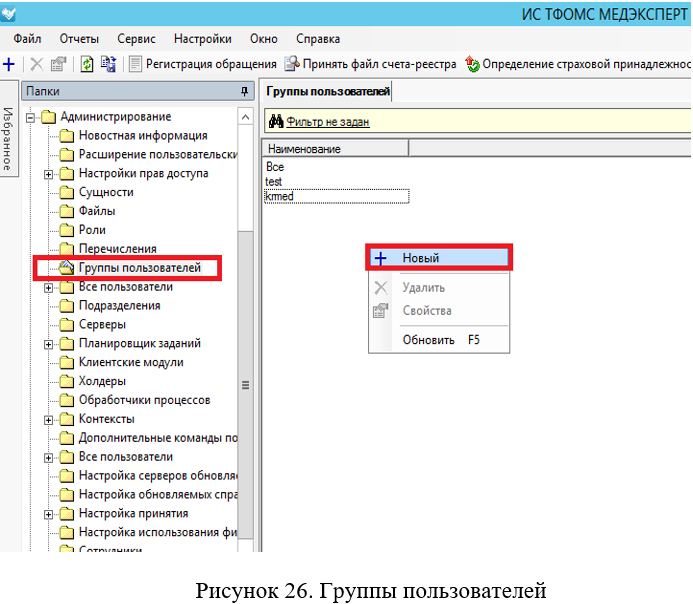 ИС ТФОМС МЕДЭКСПЕРТ
Файл Отчеты Сервис Настройки Окно Справка
Регистрация обращения Принять файл счета-реестра Определение страховой принадлежнос
Избранное
Папки
Администрирование
Новостная информация
Расширение пользовательски
Настройки прав доступа
Сущности
Файлы
Роли
Перечисления
Группы пользователей
Все пользователи
Подразделения
Серверы
Планировщик заданий
Клиентские модули
Холдеры
Обработчики процессов
Контексты
Дополнительные команды по
Все пользователи
Настройка серверов обновле
Настройка обновляемых спра
Настройка принятия
Настройка использования фи
Сотрудники
Группы пользователей
Фильтр не задан
Наименование
Все
test
krmed
Новый
Удалить
Свойства
Обновить F5
Рисунок 26. Группы пользователей